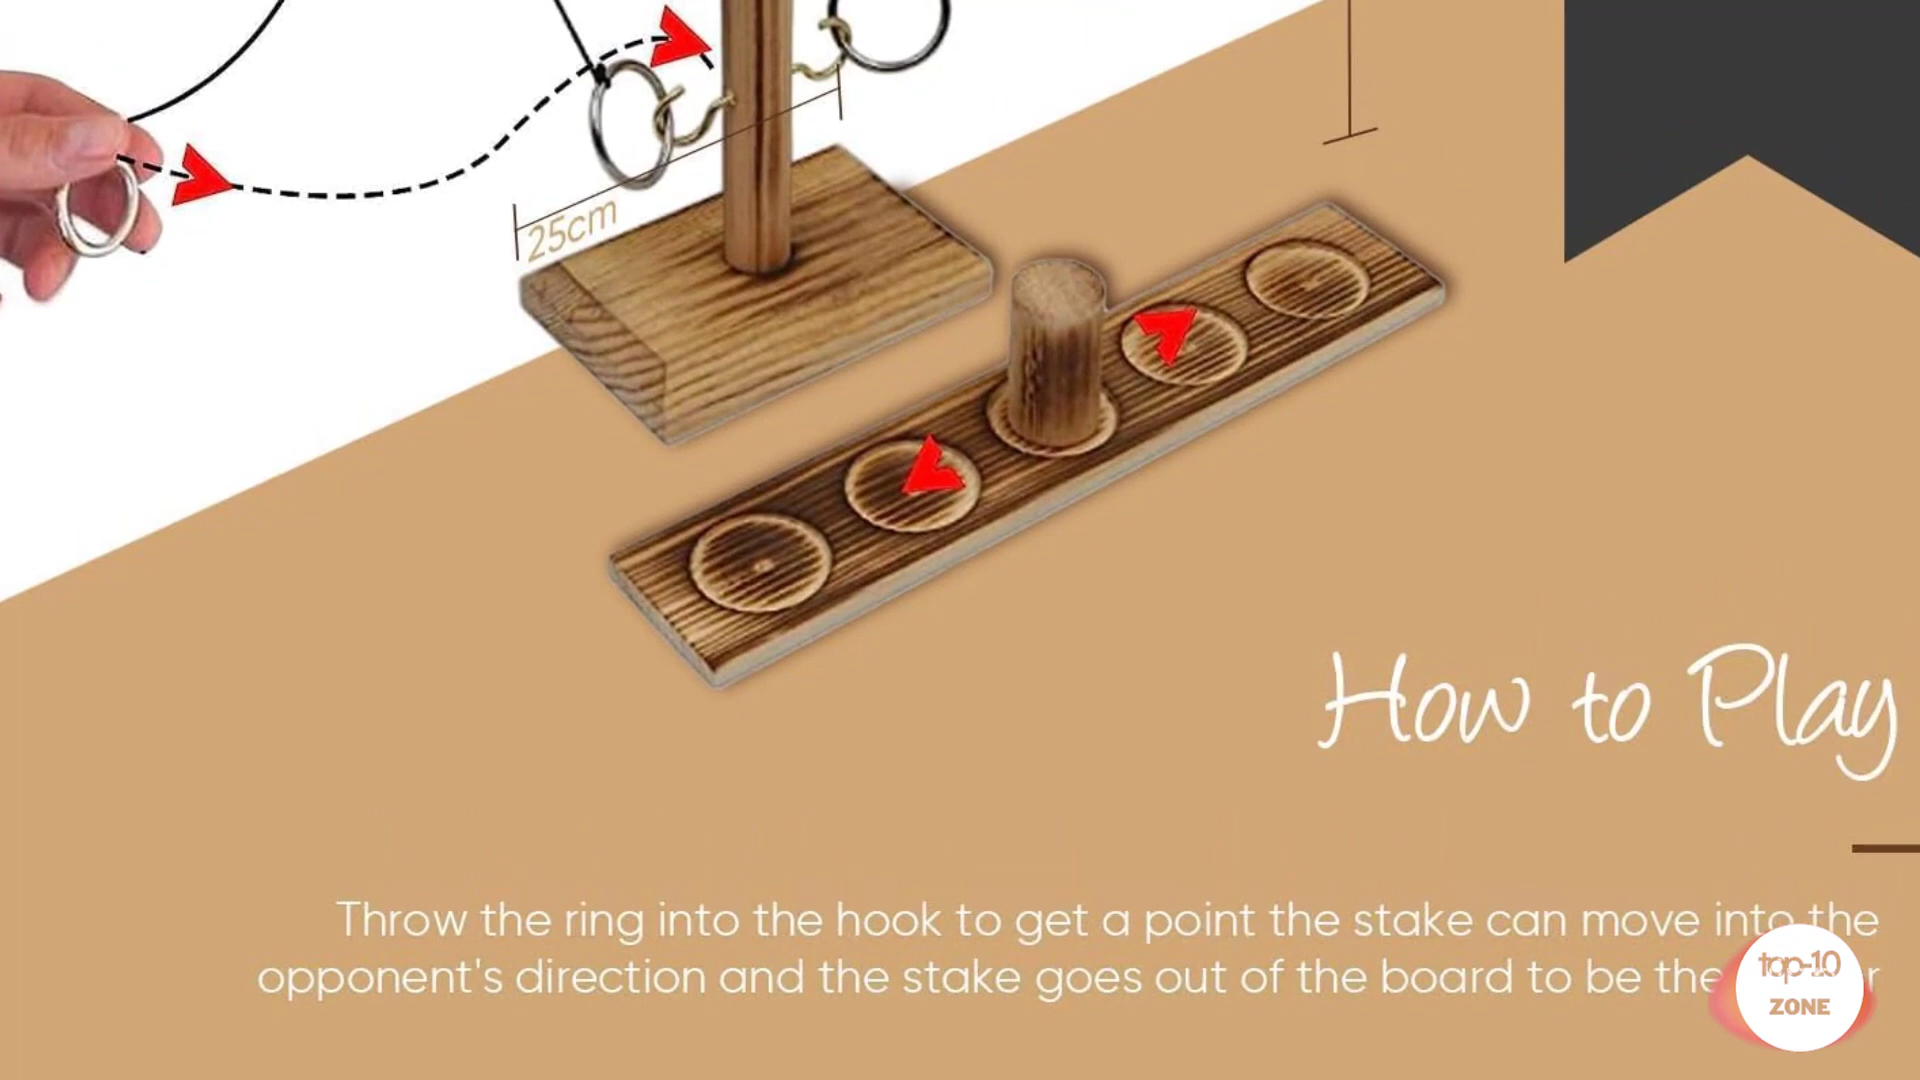 25cm
How to Play
Throw the ring into the hook to get a point the stake can move into the
opponent's direction and the stake goes out of the board to be the
top-10
ZONE